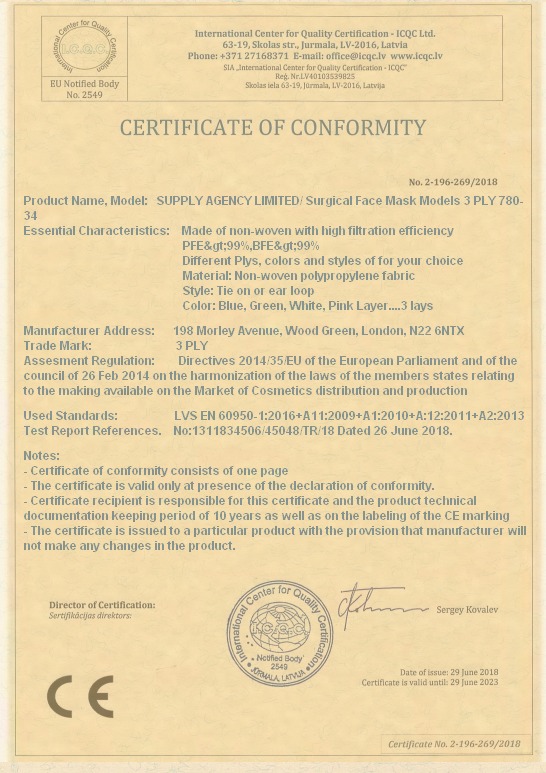 International Center for Quality Certification
I.C.Q.C.
EU Notified Body
No. 2549
International Center for Quality Certification - ICQC Ltd.
63-19, Skolas str., Jurmala, LV-2016, Latvia
Phone: +371 27168371 E-mail: office@icqc.lv www.icqc.lv
SIA „International Center for Quality Certification - ICQC"
Reģ. Nr.LV40103539825
Skolas iela 63-19, Jūrmala, LV-2016, Latvija
CERTIFICATE OF CONFORMITY
No. 2-196-269/2018
Product Name, Model: SUPPLY AGENCY LIMITED/ Surgical Face Mask Models 3 PLY 780-
34
Essential Characteristics: Made of non-woven with high filtration efficiency
PFE&gt;99%,BFE&gt;99%
Different Plys, colors and styles of for your choice
Material: Non-woven polypropylene fabric
Style: Tie on or ear loop
Color: Blue, Green, White, Pink Layer....3 lays
Manufacturer Address: 198 Morley Avenue, Wood Green, London, N22 6NTX
Trade Mark: 3 PLY
Assesment Regulation: Directives 2014/35/EU of the European Parliament and of the
council of 26 Feb 2014 on the harmonization of the laws of the members states relating
to the making available on the Market of Cosmetics distribution and production
Used Standards: LVS EN 60950-1:2016+A11:2009+A1:2010+A:12:2011+A2:2013
Test Report References. No:1311834506/45048/TR/18 Dated 26 June 2018.
Notes:
- Certificate of conformity consists of one page
- The certificate is valid only at presence of the declaration of conformity.
- Certificate recipient is responsible for this certificate and the product technical
documentation keeping period of 10 years as well as on the labeling of the CE marking
- The certificate is issued to a particular product with the provision that manufacturer will
not make any changes in the product.
Director of Certification:
Sertifikācijas direktors:
International Center for Quality Certification
I.C.Q.C.
Notified Body
2549
JŪRMALA, LATVIJA
Sergey Kovalev
Date of issue: 29 June 2018
Certificate is valid until: 29 June 2023
CE
Certificate No. 2-196-269/2018